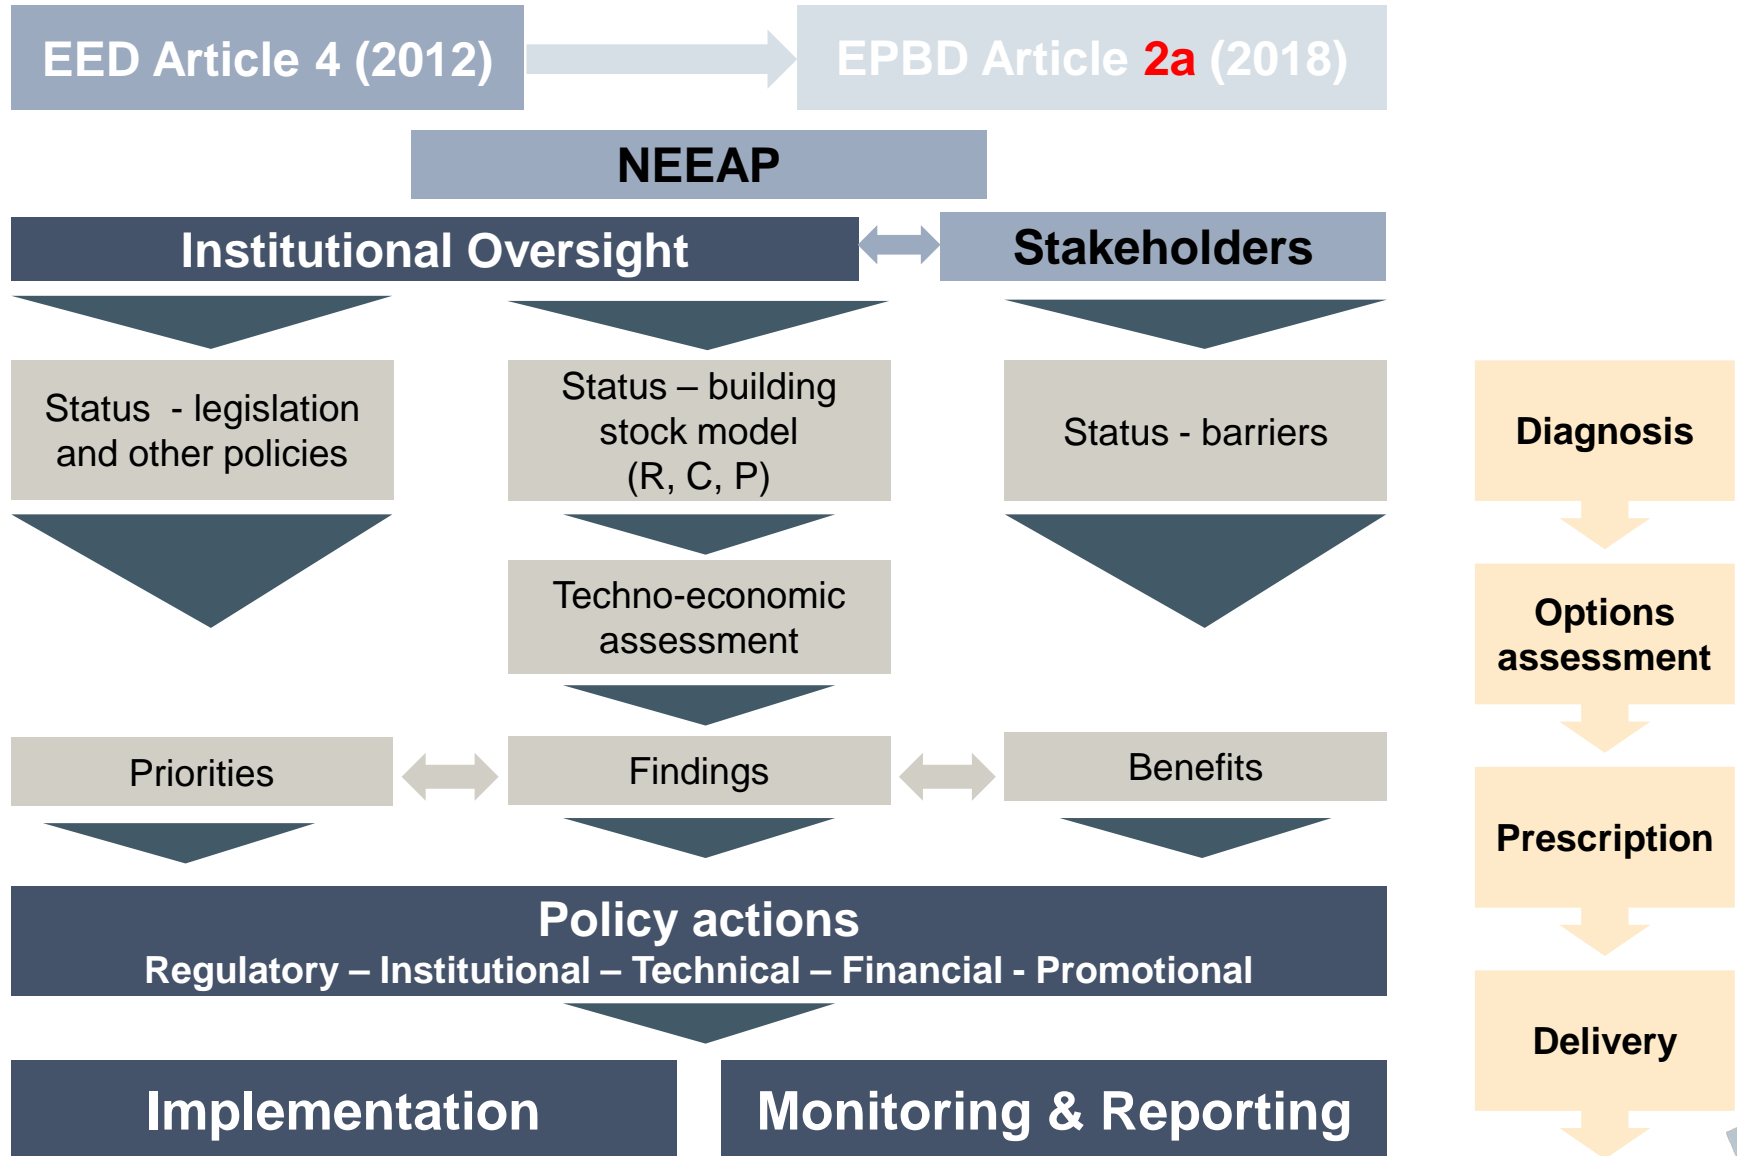 EED Article 4 (2012)
EPBD Article 2a (2018)
NEEAP
Institutional Oversight
Stakeholders
Status - legislation
and other policies
Status – building
stock model
(R, C, P)
Status - barriers
Diagnosis
Techno-economic
assessment
Options
assessment
Priorities
Findings
Benefits
Prescription
Policy actions
Regulatory – Institutional – Technical – Financial - Promotional
Delivery
Implementation
Monitoring & Reporting